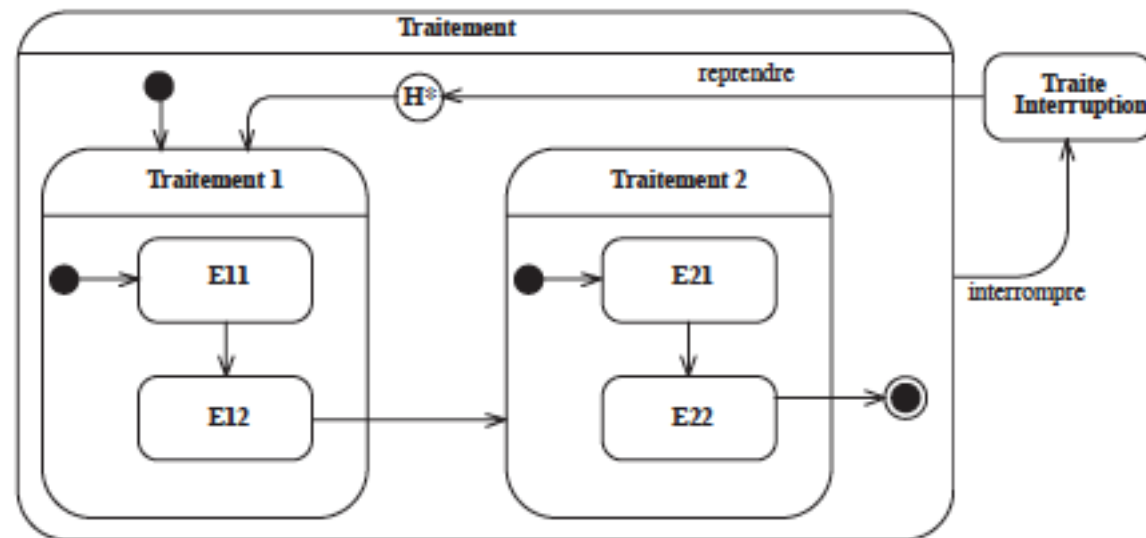 Traitement
reprendre
H*
Traite
Interruption
Traitement 1
Traitement 2
E11
E21
interrompre
E12
E22